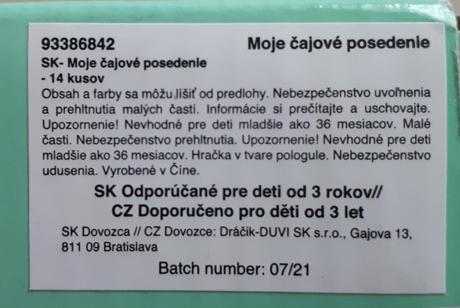 93386842 Moje čajové posedenie
SK- Moje čajové posedenie
- 14 kusov
Obsah a farby sa môžu líšiť od predlohy. Nebezpečenstvo uvoľnenia
a prehltnutia malých častí. Informácie si prečítajte a uschovajte.
Upozornenie! Nevhodné pre deti mladšie ako 36 mesiacov. Malé
časti. Nebezpečenstvo prehltnutia. Upozornenie! Nevhodné pre deti
mladšie ako 36 mesiacov. Hračka v tvare pologule. Nebezpečenstvo
udusenia. Vyrobené v Číne.
SK Odporúčané pre deti od 3 rokov//
CZ Doporučeno pro děti od 3 let
SK Dovozca // CZ Dovozce: Dráčik-DUVI SK s.r.o., Gajova 13,
811 09 Bratislava
Batch number: 07/21